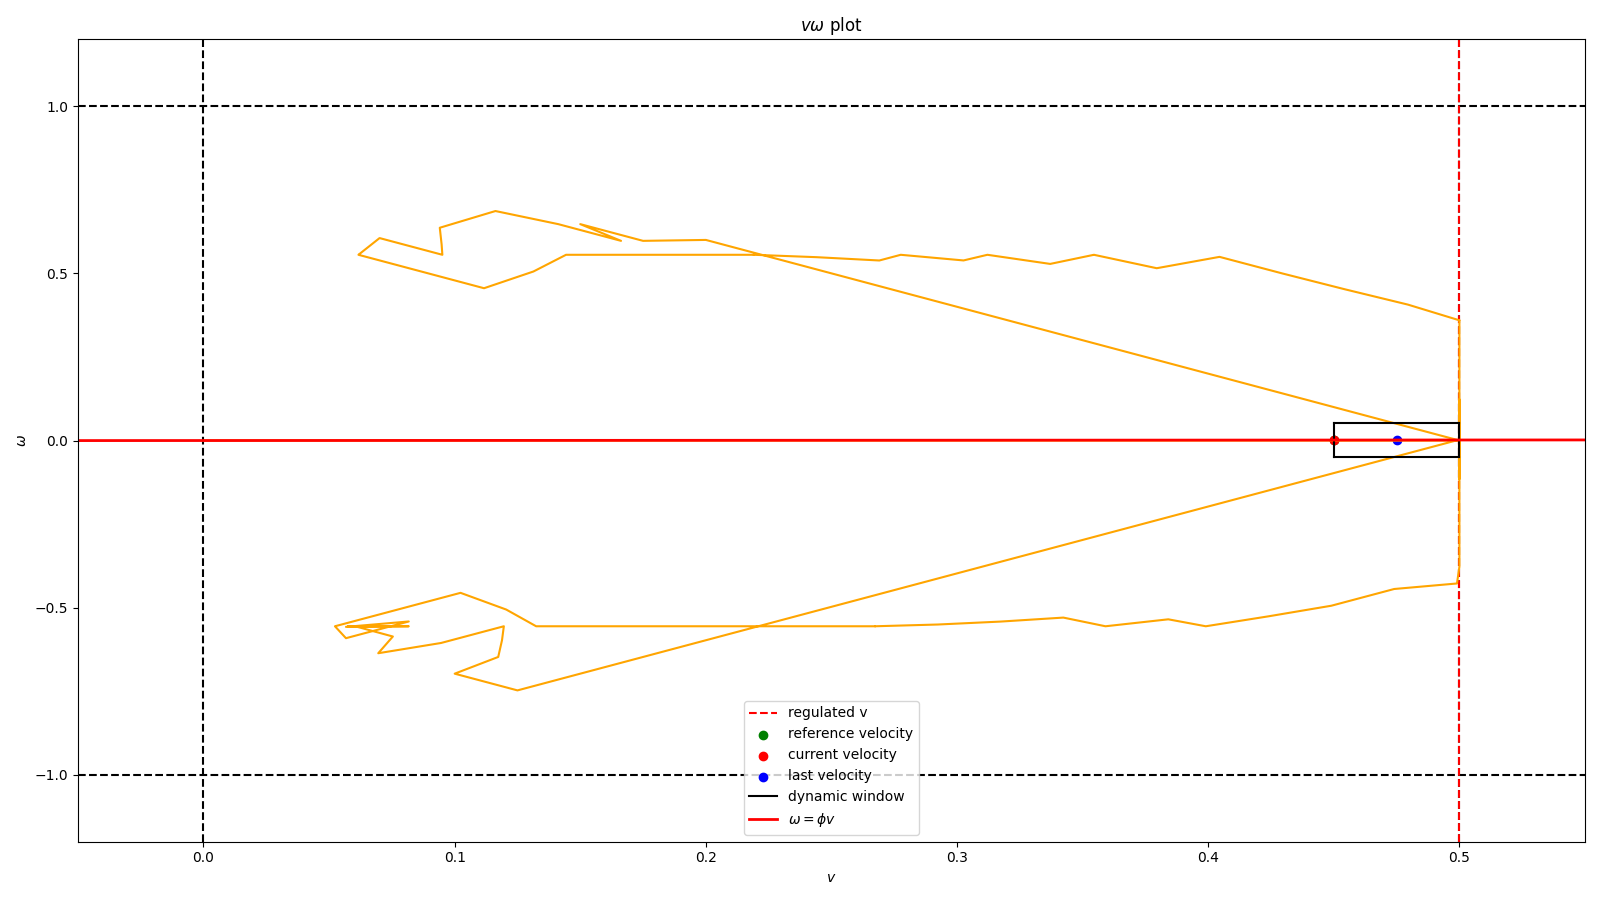 vω plot
1.0
0.5
0.0
−0.5
−1.0
ω
regulated v
reference velocity
current velocity
last velocity
dynamic window
ω = ϕv
0.0 0.1 0.2 0.3 0.4 0.5
v